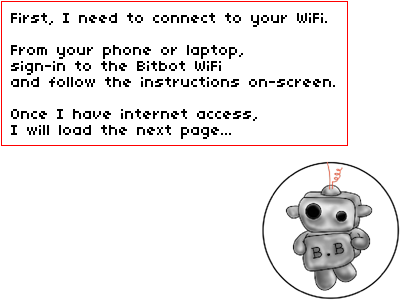 First, I need to connect to your WiFi.
From your phone or laptop,
sign-in to the Bitbot WiFi
and follow the instructions on-screen.
Once I have internet access,
I will load the next page...
B.B